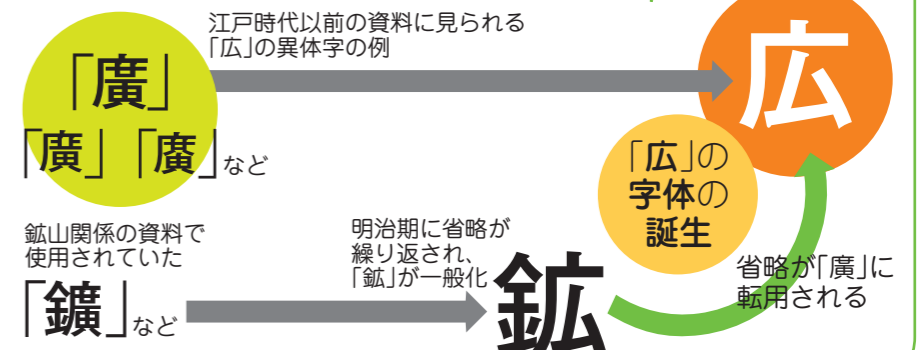 江戸時代以前の資料に見られる
「広」の異体字の例
「廣」
「廣」「廣」など
広
「広」の
字体の
誕生
鉱山関係の資料で
使用されていた
「鑛」など
明治期に省略が
繰り返され、
「鉱」が一般化
鉱
省略が「廣」に
転用される